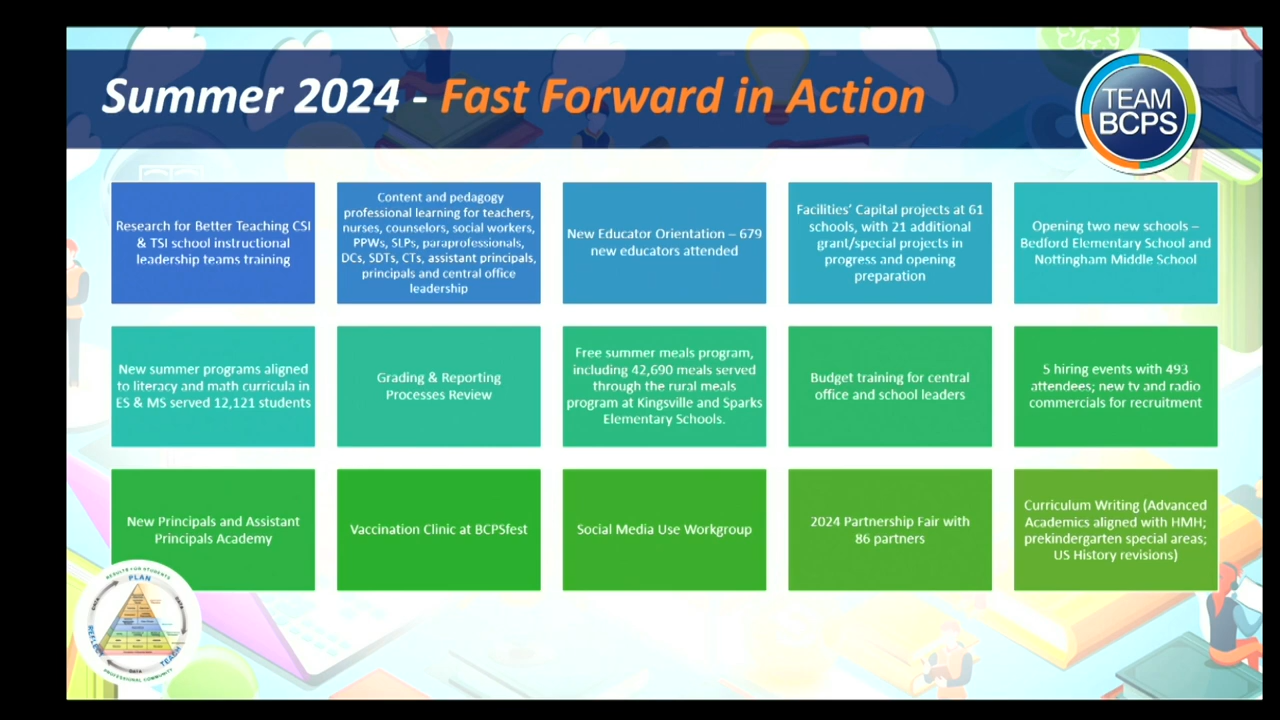 Summer 2024 - Fast Forward in Action
TEAM
BCPS
Research for Better Teaching CSI
& TSI school instructional
leadership teams training
Content and pedagogy
professional learning for teachers,
nurses, counselors, social workers,
PPWs, SLPs, paraprofessionals,
DCs, SDTs, CTs, assistant principals,
principals and central office
leadership
New Educator Orientation – 679
new educators attended
Facilities’ Capital projects at 61
schools, with 21 additional
grant/special projects in
progress and opening
preparation
Opening two new schools –
Bedford Elementary School and
Nottingham Middle School
New summer programs aligned
to literacy and math curricula in
ES & MS served 12,121 students
Grading & Reporting
Processes Review
Free summer meals program,
including 42,690 meals served
through the rural meals
program at Kingsville and Sparks
Elementary Schools.
Budget training for central
office and school leaders
5 hiring events with 493
attendees; new tv and radio
commercials for recruitment
New Principals and Assistant
Principals Academy
Vaccination Clinic at BCPSfest
Social Media Use Workgroup
2024 Partnership Fair with
86 partners
Curriculum Writing (Advanced
Academics aligned with HMH;
prekindergarten special areas;
US History revisions)
RESULTS FOR STUDENTS
PLAN
DATA
DATA
REFLECT
TEACH
DATA
PROFESSIONAL COMMUNITY